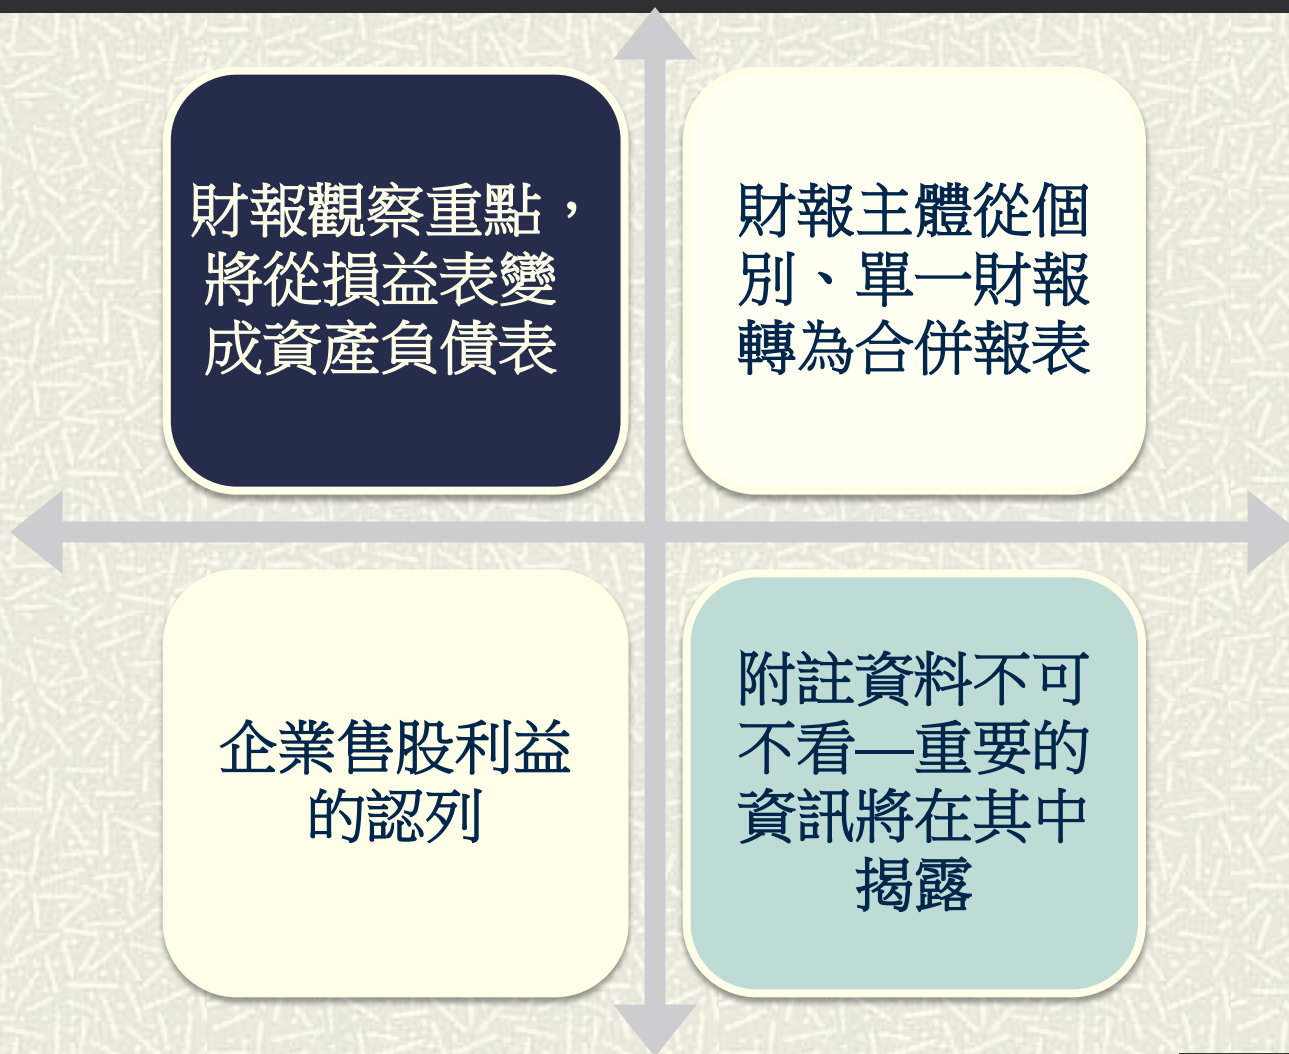 財報觀察重點，
將從損益表變
成資產負債表
財報主體從個
別、單一財報
轉為合併報表
企業售股利益
的認列
附註資料不可
不看—重要的
資訊將在其中
揭露